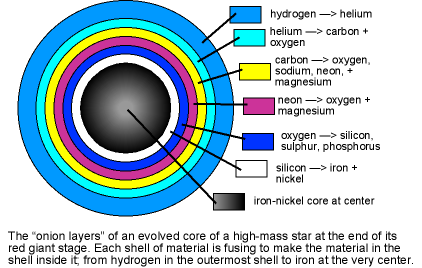 hydrogen —> helium
helium —> carbon +
oxygen
carbon —> oxygen,
sodium, neon, +
magnesium
neon —> oxygen +
magnesium
oxygen —> silicon,
sulphur, phosphorus
silicon —> iron +
nickel
iron-nickel core at center
The “onion layers” of an evolved core of a high-mass star at the end of its
red giant stage. Each shell of material is fusing to make the material in the
shell inside it; from hydrogen in the outermost shell to iron at the very center.